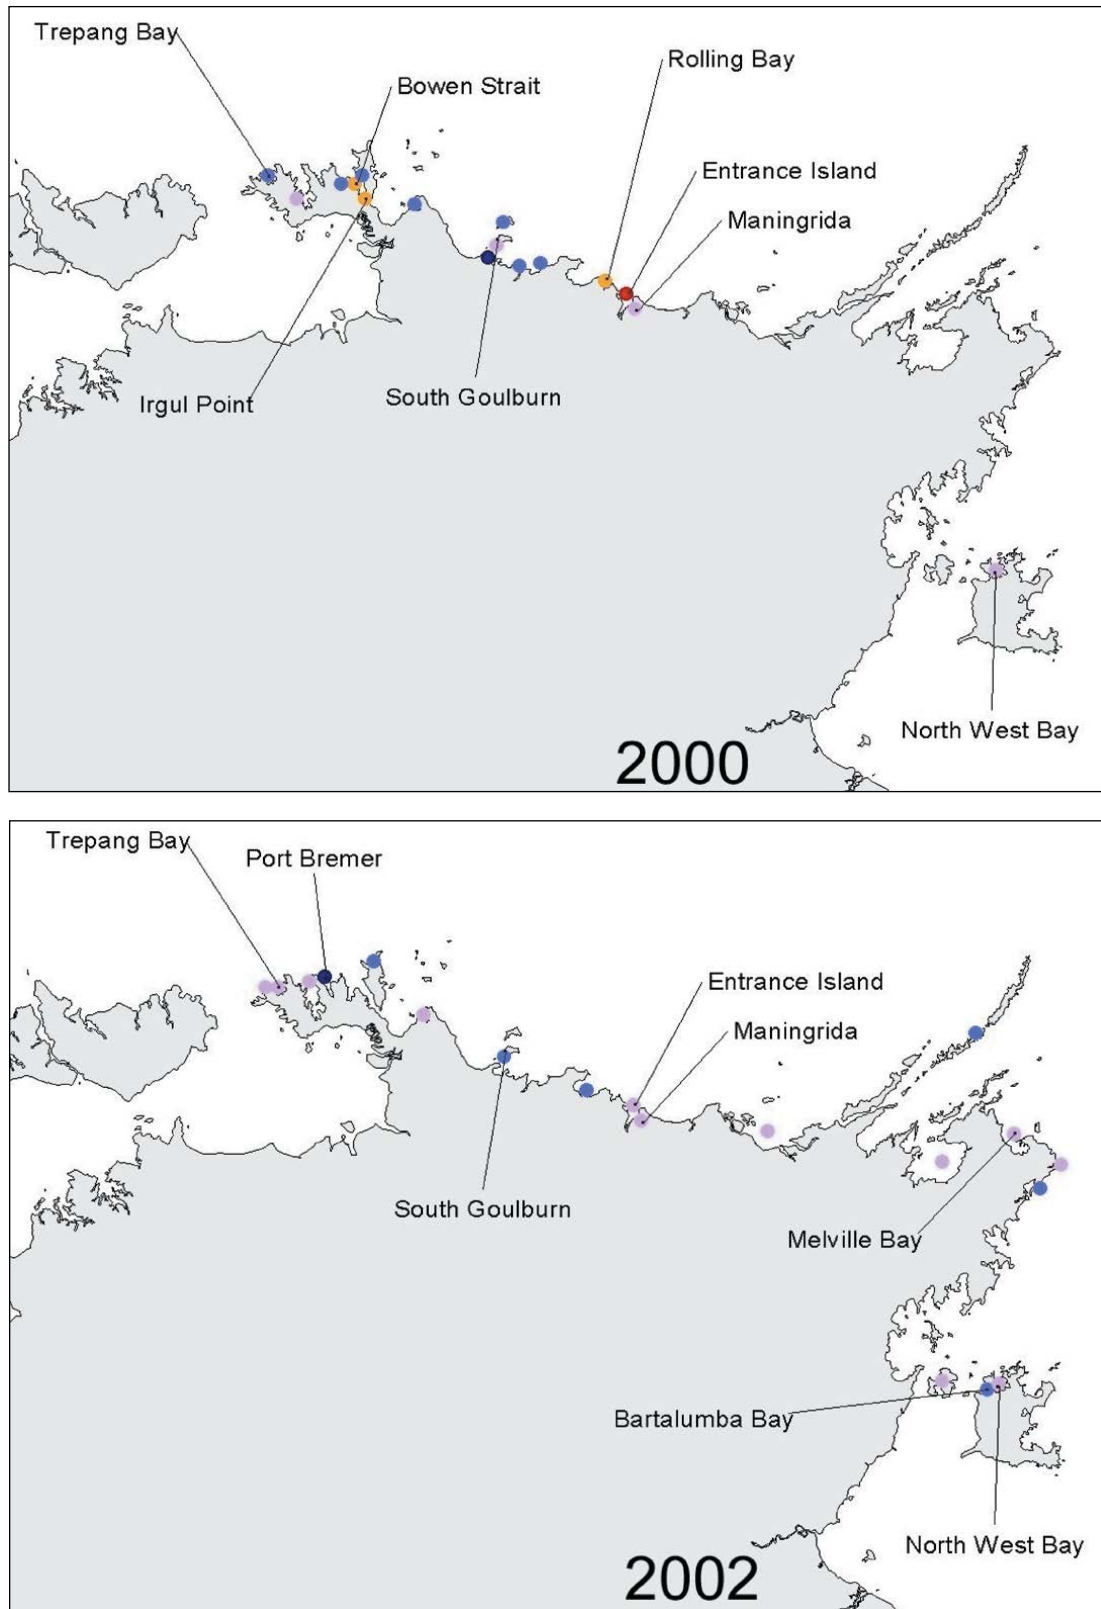 Trepang Bay
Bowen Strait
Rolling Bay
Entrance Island
Maningrida
Irgul Point
South Goulburn
North West Bay
2000
Trepang Bay
Port Bremer
Entrance Island
Maningrida
South Goulburn
Melville Bay
Bartalumba Bay
North West Bay
2002